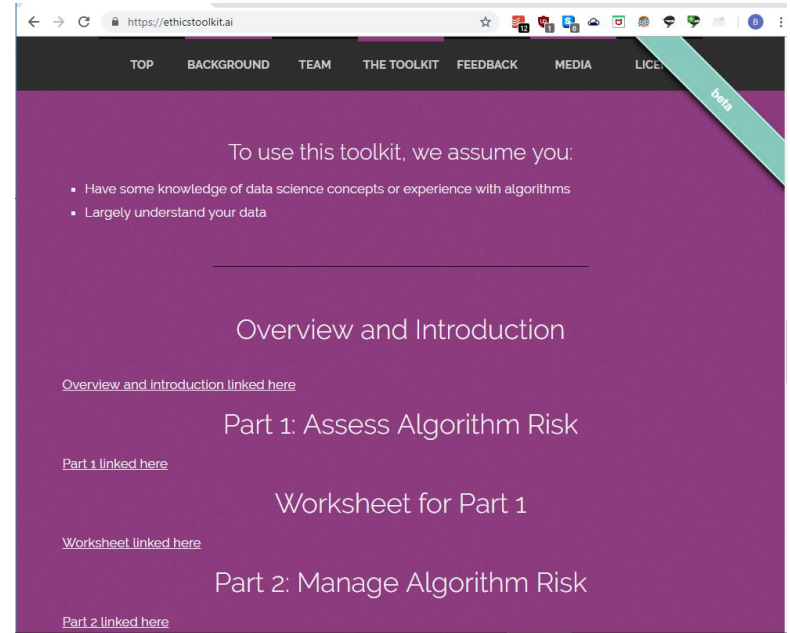 https://ethicstoolkit.ai
12
1
6
B
TOP BACKGROUND TEAM THE TOOLKIT FEEDBACK MEDIA
beta
To use this toolkit, we assume you:
▪ Have some knowledge of data science concepts or experience with algorithms
▪ Largely understand your data
Overview and Introduction
Overview and introduction linked here
Part 1: Assess Algorithm Risk
Part 1 linked here
Worksheet for Part 1
Worksheet linked here
Part 2: Manage Algorithm Risk
Part 2 linked here